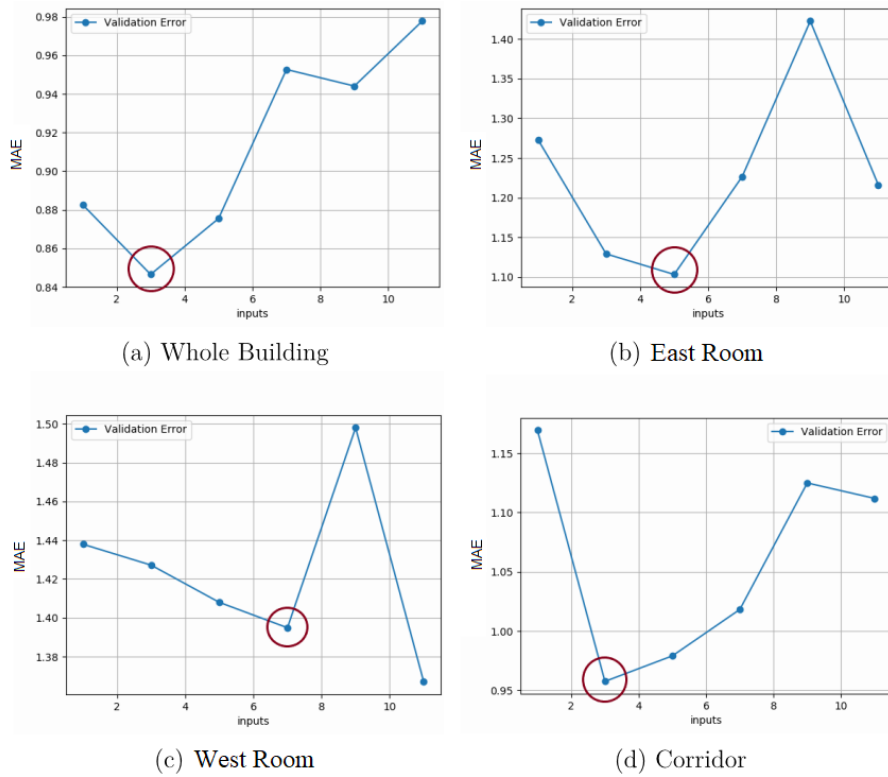 Validation Error
0.98
0.96
0.94
0.92
0.90
0.88
0.86
0.84
MAE
2
4
6
8
10
inputs
(a) Whole Building
Validation Error
1.40
1.35
1.30
1.25
1.20
1.15
1.10
MAE
2
4
6
8
10
inputs
(b) East Room
Validation Error
1.50
1.48
1.46
1.44
1.42
1.40
1.38
MAE
2
4
6
8
10
inputs
(c) West Room
Validation Error
1.15
1.10
1.05
1.00
0.95
MAE
2
4
6
8
10
inputs
(d) Corridor